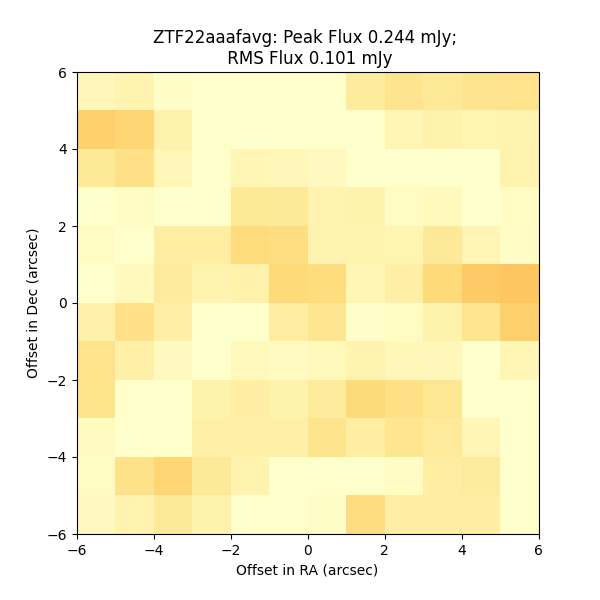 ZTF22aaafavg: Peak Flux 0.244 mJy;
RMS Flux 0.101 mJy
6
4
2
0
−2
−4
−6
Offset in Dec (arcsec)
−6 −4 −2 0 2 4 6
Offset in RA (arcsec)